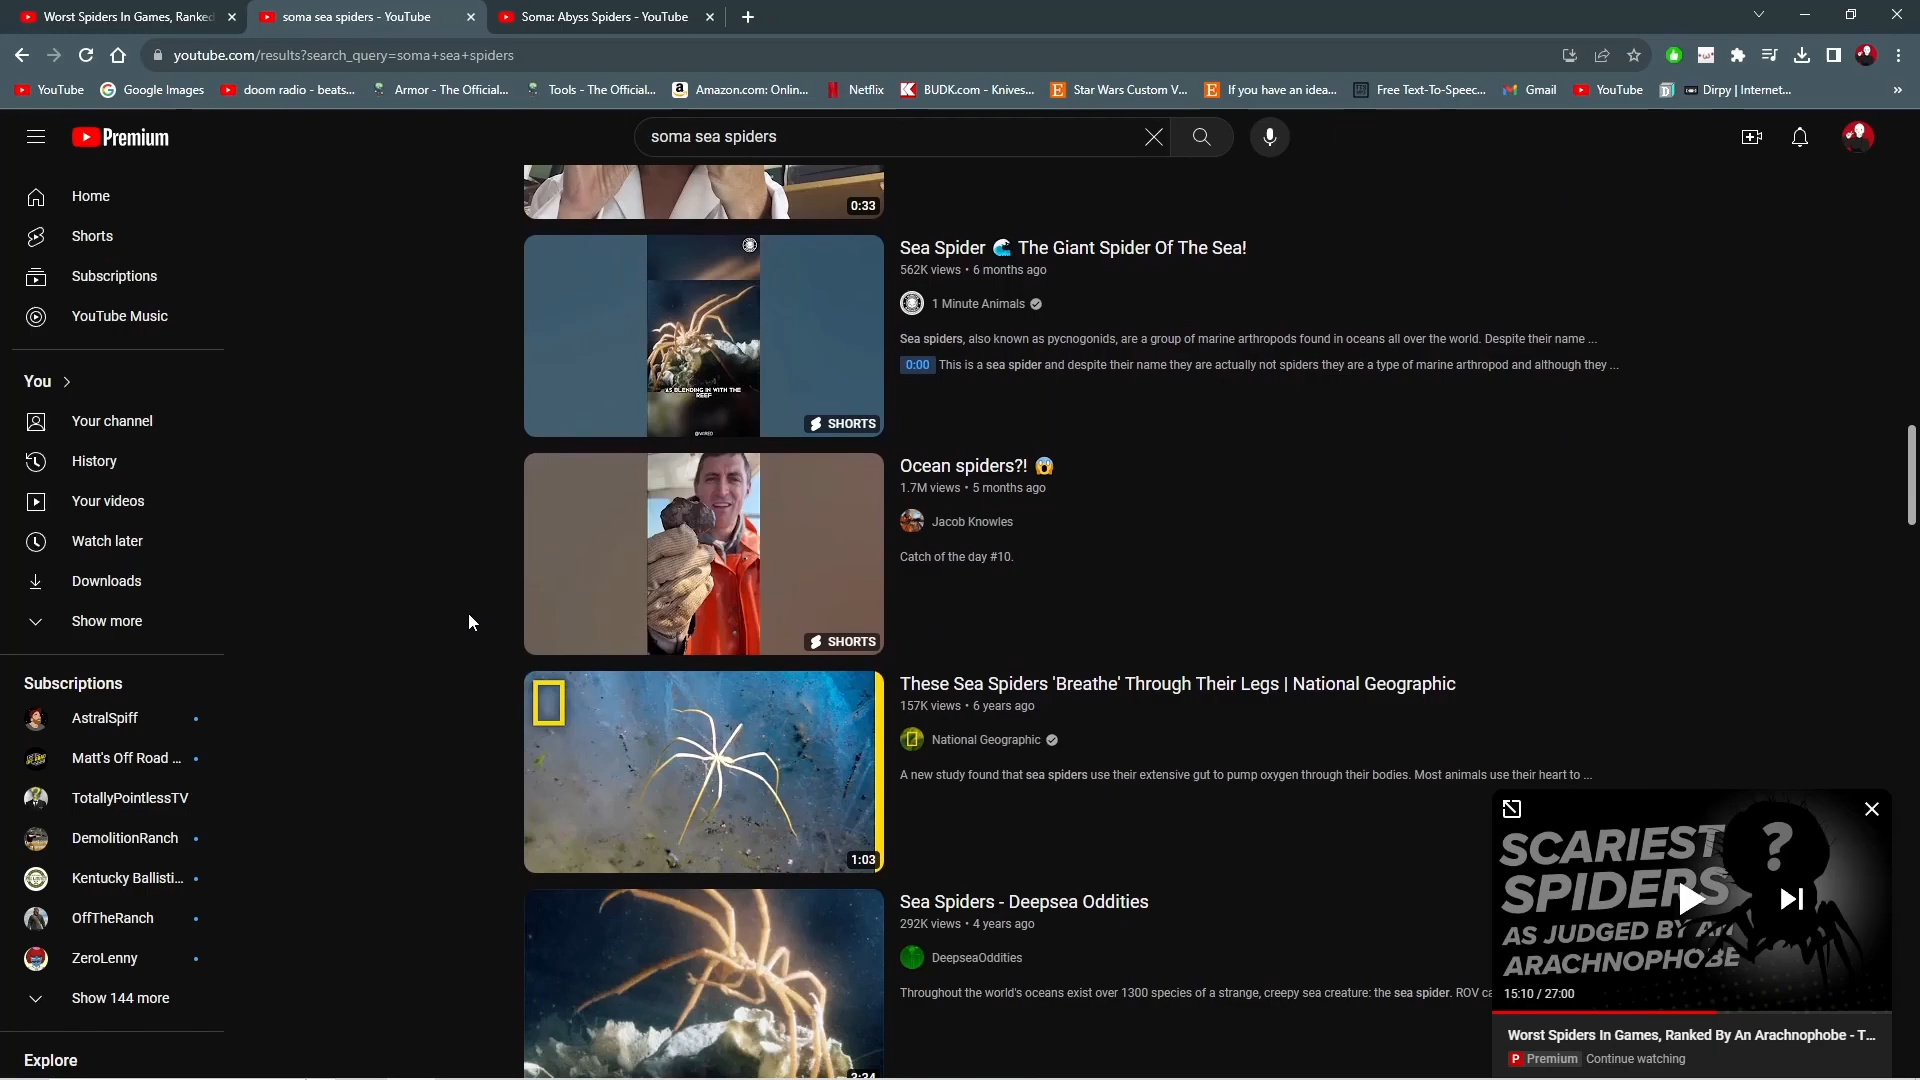 Worst Spiders In Games, Ranked
soma sea spiders - YouTube
Soma: Abyss Spiders - YouTube
youtube.com/results?search_query=soma+sea+spiders
YouTube
Google Images
doom radio - beats...
Armor - The Official...
Tools - The Official...
Amazon.com: Onlin...
Netflix
BUDK.com - Knives...
Star Wars Custom V...
If you have an idea...
Free Text-To-Speec...
Gmail
YouTube
Dirpy | Internet...
Premium
soma sea spiders
Home
Shorts
Subscriptions
YouTube Music
You
Your channel
History
Your videos
Watch later
Downloads
Show more
Subscriptions
AstralSpiff
Matt's Off Road ...
TotallyPointlessTV
DemolitionRanch
Kentucky Ballisti...
OffTheRanch
ZeroLenny
Show 144 more
Explore
0:33
AS BLENDING IN WITH THE
REEF
SHORTS
Sea Spider 🌊 The Giant Spider Of The Sea!
562K views • 6 months ago
1 Minute Animals
Sea spiders, also known as pycnogonids, are a group of marine arthropods found in oceans all over the world. Despite their name ...
0:00 This is a sea spider and despite their name they are actually not spiders they are a type of marine arthropod and although they ...
SHORTS
Ocean spiders?! 😱
1.7M views • 5 months ago
Jacob Knowles
Catch of the day #10.
1:03
These Sea Spiders 'Breathe' Through Their Legs | National Geographic
157K views • 6 years ago
National Geographic
A new study found that sea spiders use their extensive gut to pump oxygen through their bodies. Most animals use their heart to ...
3:34
Sea Spiders - Deepsea Oddities
292K views • 4 years ago
DeepseaOddities
Throughout the world's oceans exist over 1300 species of a strange, creepy sea creature: the sea spider. ROV ca
SCARIEST
SPIDERS
AS JUDGED BY AN
ARACHNOPHOBE
?
15:10 / 27:00
Worst Spiders In Games, Ranked By An Arachnophobe - T...
Premium Continue watching